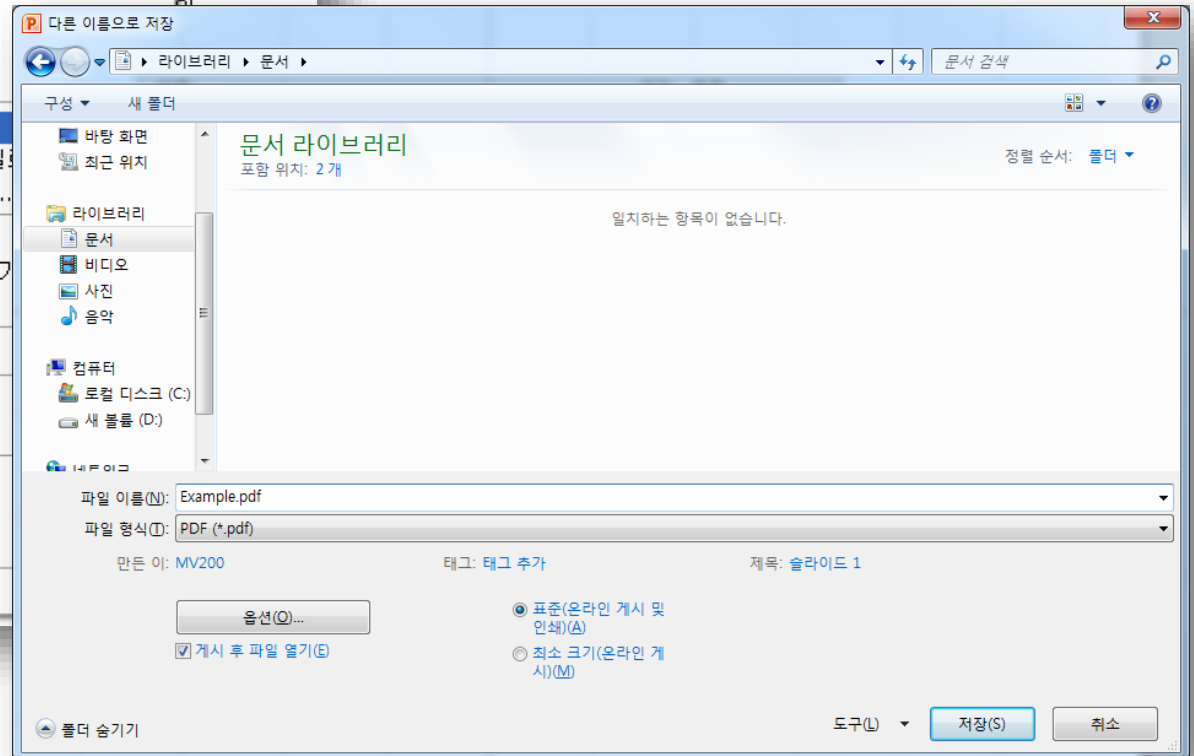 다른 이름으로 저장
라이브러리 문서
문서 검색
구성 새 폴더
바탕 화면
최근 위치
라이브러리
문서
비디오
사진
음악
컴퓨터
로컬 디스크 (C:)
새 볼륨 (D:)
문서 라이브러리
포함 위치: 2 개
정렬 순서: 폴더
일치하는 항목이 없습니다.
파일 이름(N): Example.pdf
파일 형식(T): PDF (*.pdf)
만든 이: MV200 태그: 태그 추가 제목: 슬라이드 1
옵션(O)...
게시 후 파일 열기(E)
표준(온라인 게시 및
인쇄)(A)
최소 크기(온라인 게
시)(M)
폴더 숨기기
도구(L) 저장(S) 취소